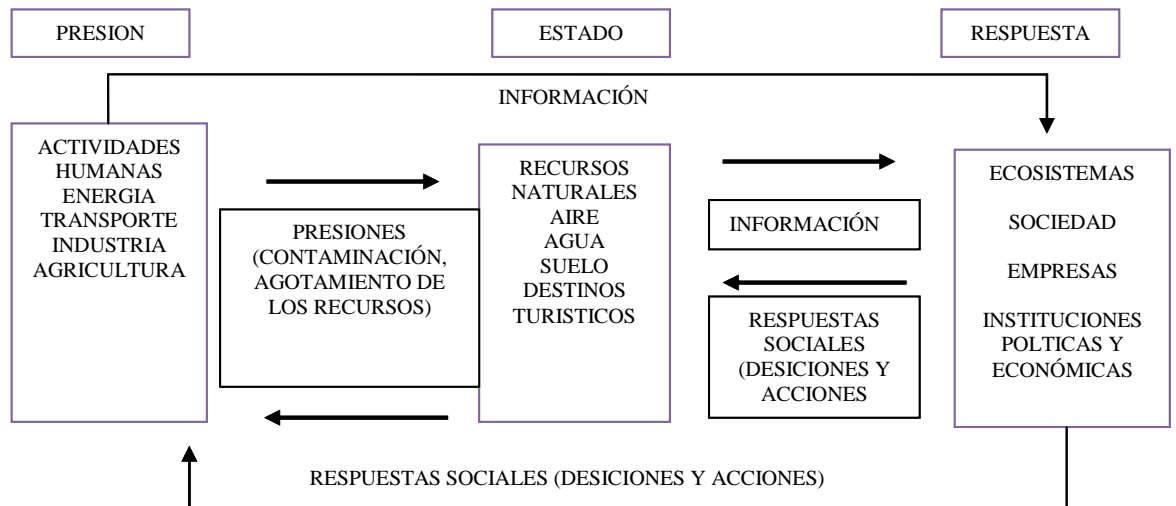 PRESION
ESTADO
RESPUESTA
INFORMACIÓN
ACTIVIDADES
HUMANAS
ENERGIA
TRANSPORTE
INDUSTRIA
AGRICULTURA
PRESIONES
(CONTAMINACIÓN,
AGOTAMIENTO DE
LOS RECURSOS)
RECURSOS
NATURALES
AIRE
AGUA
SUELO
DESTINOS
TURISTICOS
INFORMACIÓN
RESPUESTAS
SOCIALES
(DESICIONES Y
ACCIONES
ECOSISTEMAS
SOCIEDAD
EMPRESAS
INSTITUCIONES
POLTICAS Y
ECONÓMICAS
RESPUESTAS SOCIALES (DESICIONES Y ACCIONES)